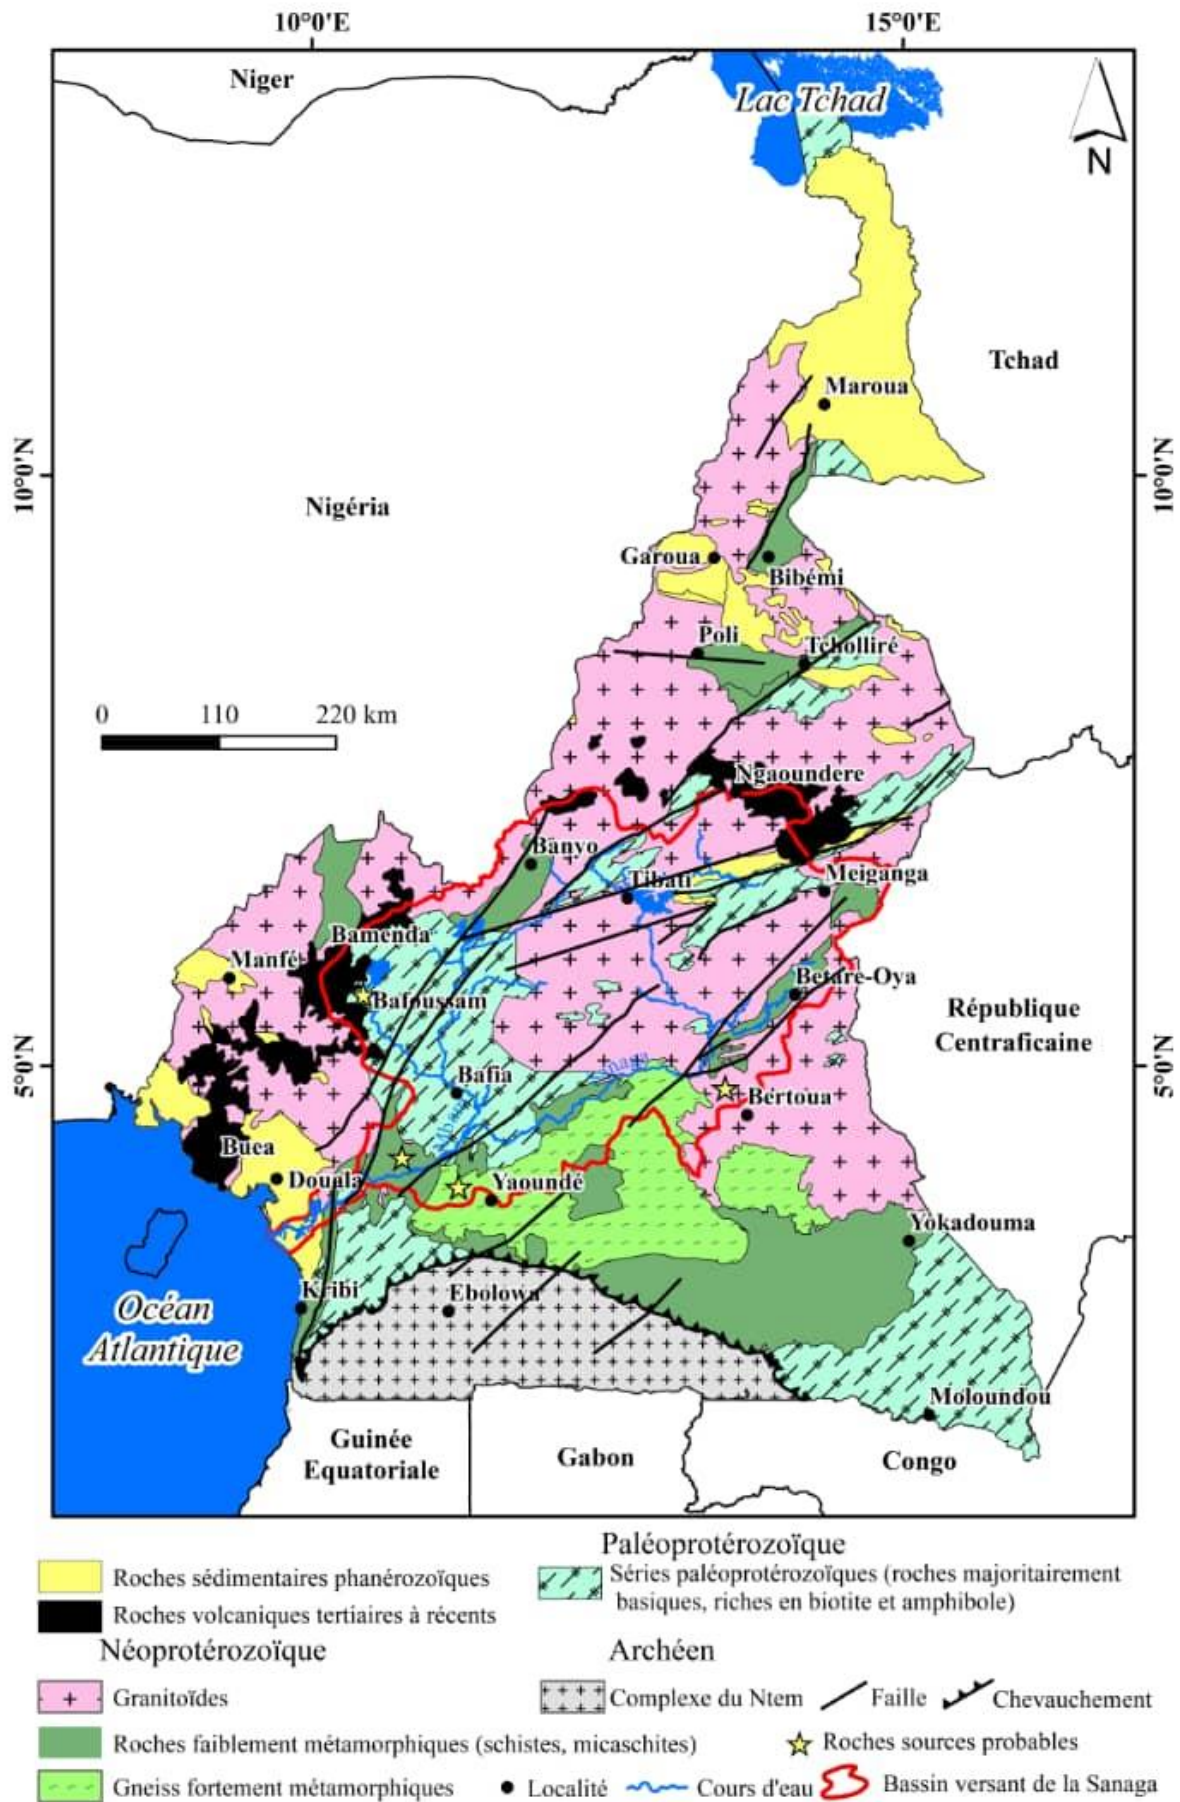 10°0'E
15°0'E
Niger
Lac Tchad
N
Tchad
Maroua
10°0'N
10°0'N
Nigéria
Garoua
Bibémi
Poli
Tcholliré
0 110 220 km
Ngaoundere
Banyo
Tibati
Meiganga
Bamenda
Manfé
Bafoussam
Betare-Oya
République
Centraficaine
5°0'N
5°0'N
Bafia
Bertoua
Buea
Douala
Yaoundé
Yokadouma
Kribi
Ebolowa
Océan
Atlantique
Moloundou
Guinée
Equatoriale
Gabon
Congo
Paléoprotérozoïque
Roches sédimentaires phanérozoïques
Séries paléoprotérozoïques (roches majoritairement
basiques, riches en biotite et amphibole)
Roches volcaniques tertiaires à récents
Néoprotérozoïque
Archéen
Granitoïdes
Complexe du Ntem
Faille
Chevauchement
Roches faiblement métamorphiques (schistes, micaschites)
Roches sources probables
Gneiss fortement métamorphiques
Localité
Cours d'eau
Bassin versant de la Sanaga